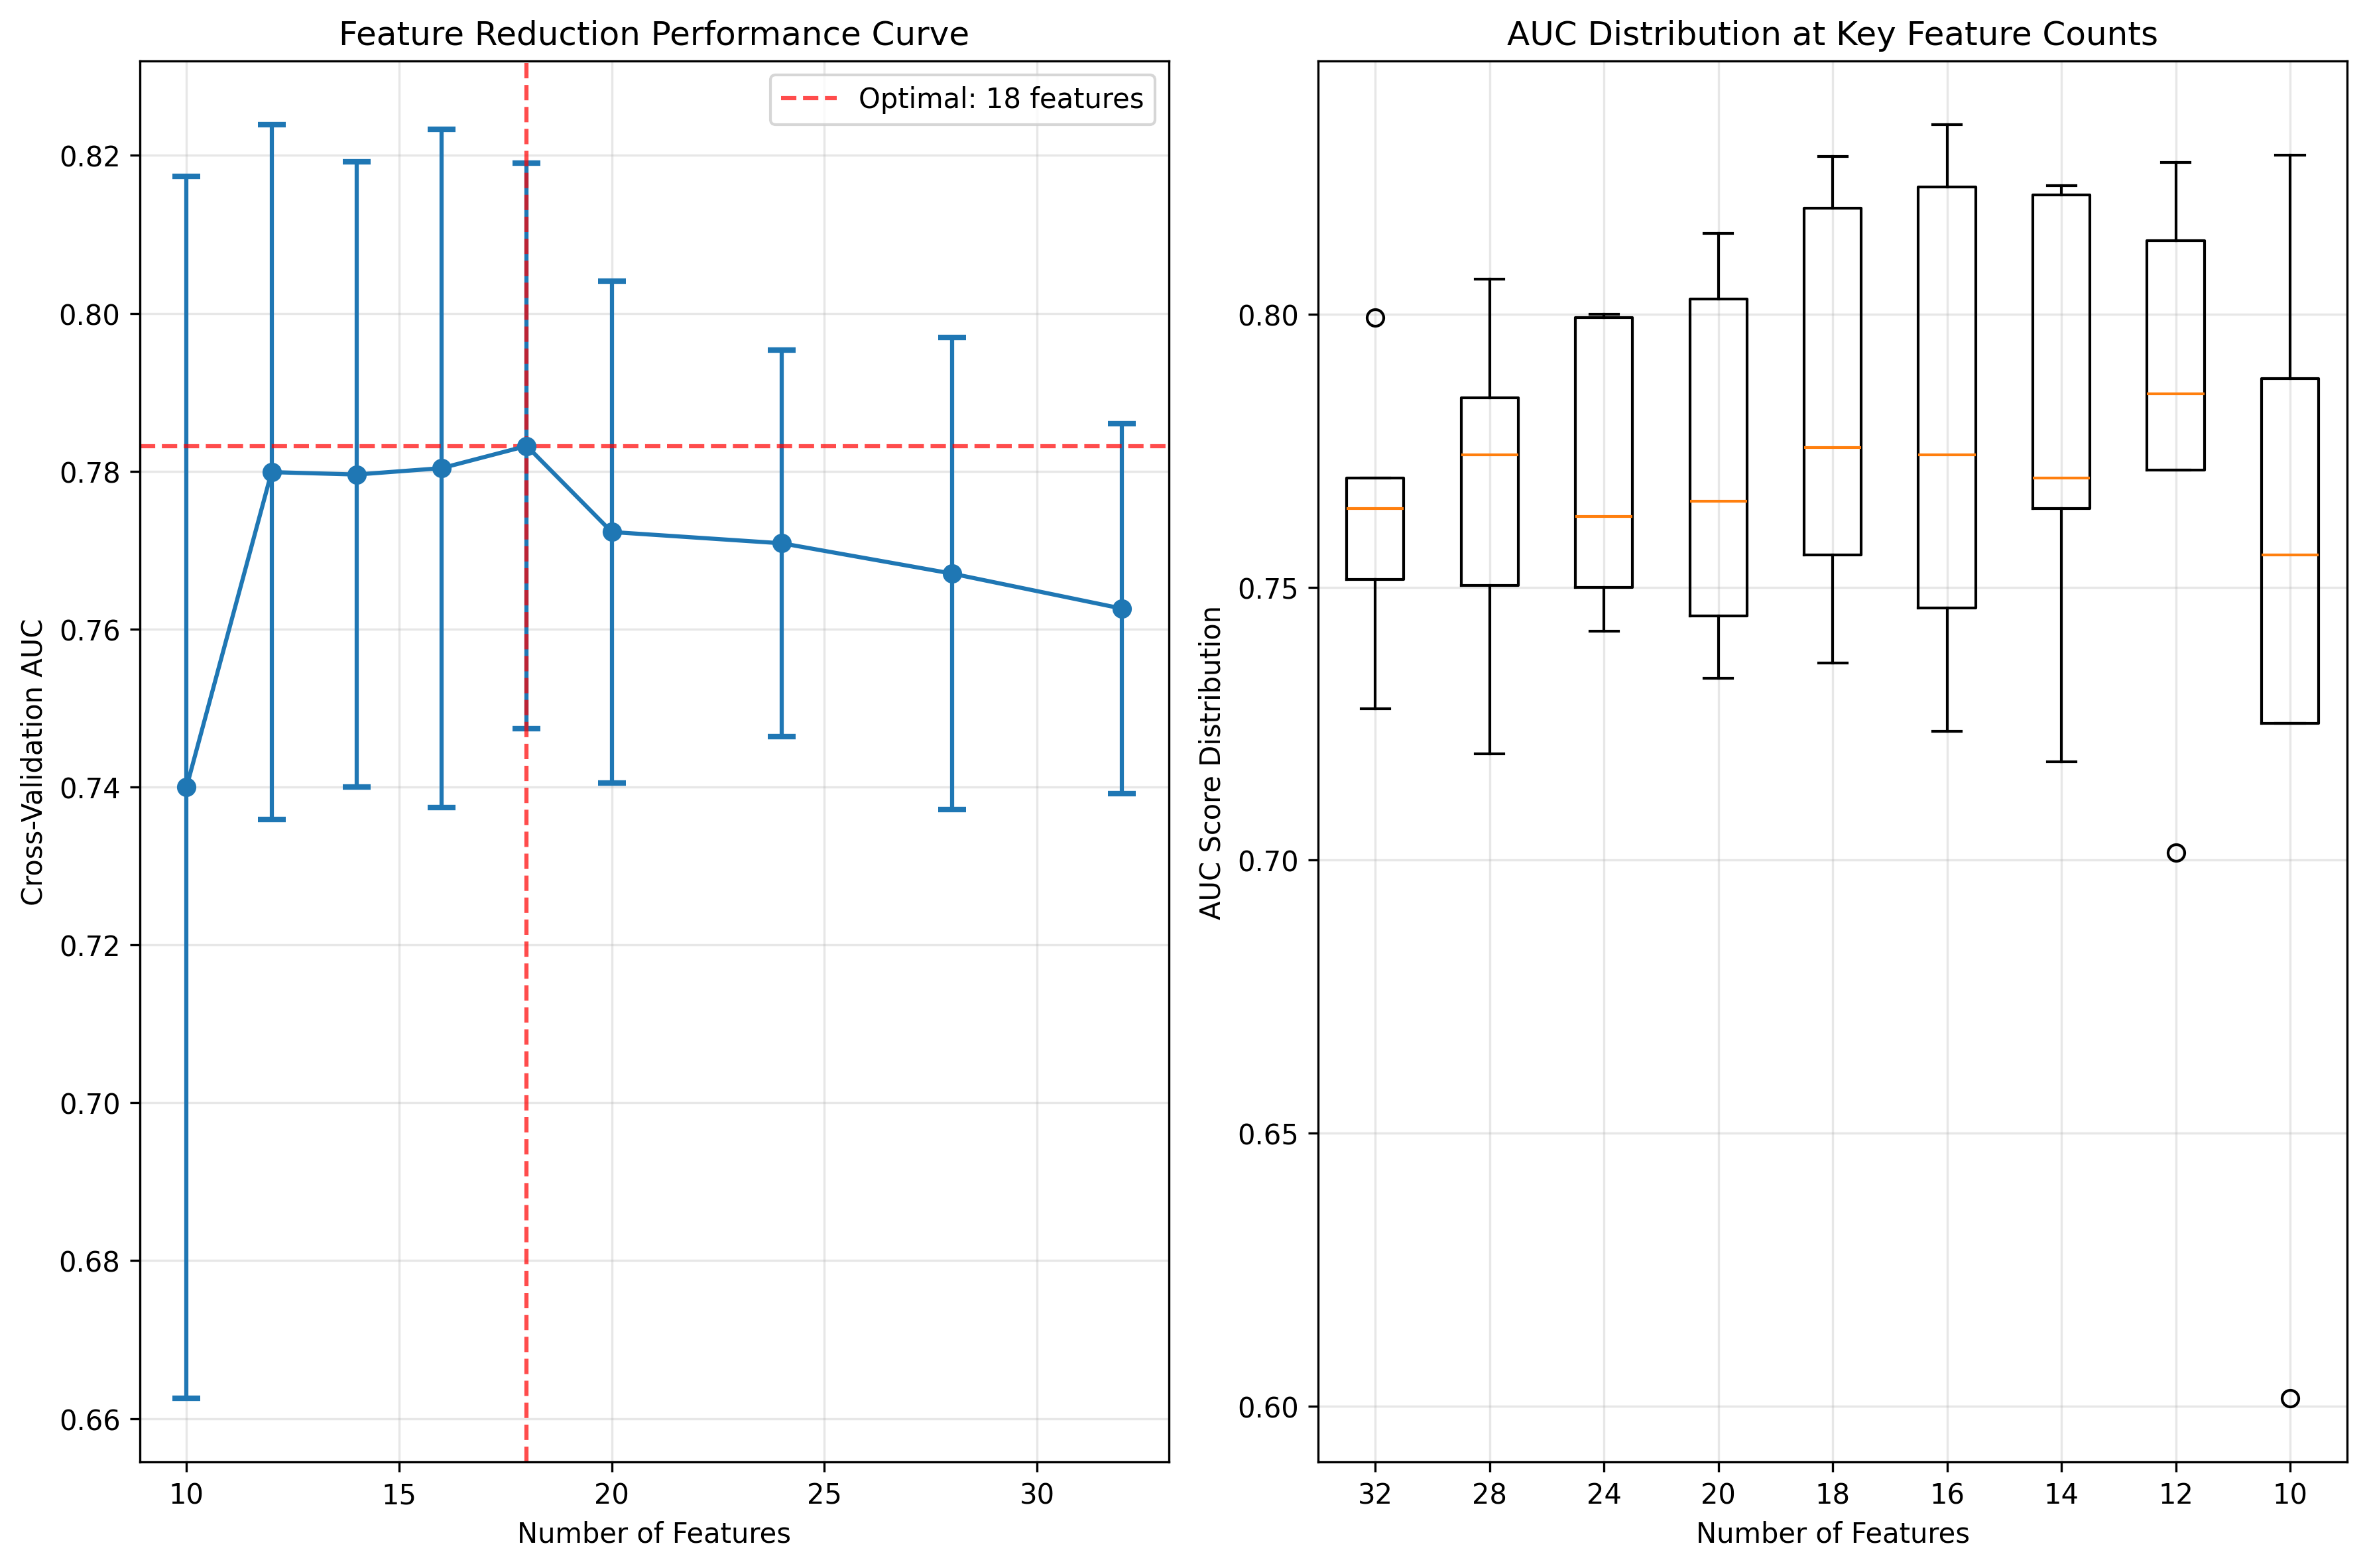 Feature Reduction Performance Curve
Optimal: 18 features
Cross-Validation AUC
0.82
0.80
0.78
0.76
0.74
0.72
0.70
0.68
0.66
10 15 20 25 30
Number of Features
AUC Distribution at Key Feature Counts
AUC Score Distribution
0.80
0.75
0.70
0.65
0.60
32 28 24 20 18 16 14 12 10
Number of Features